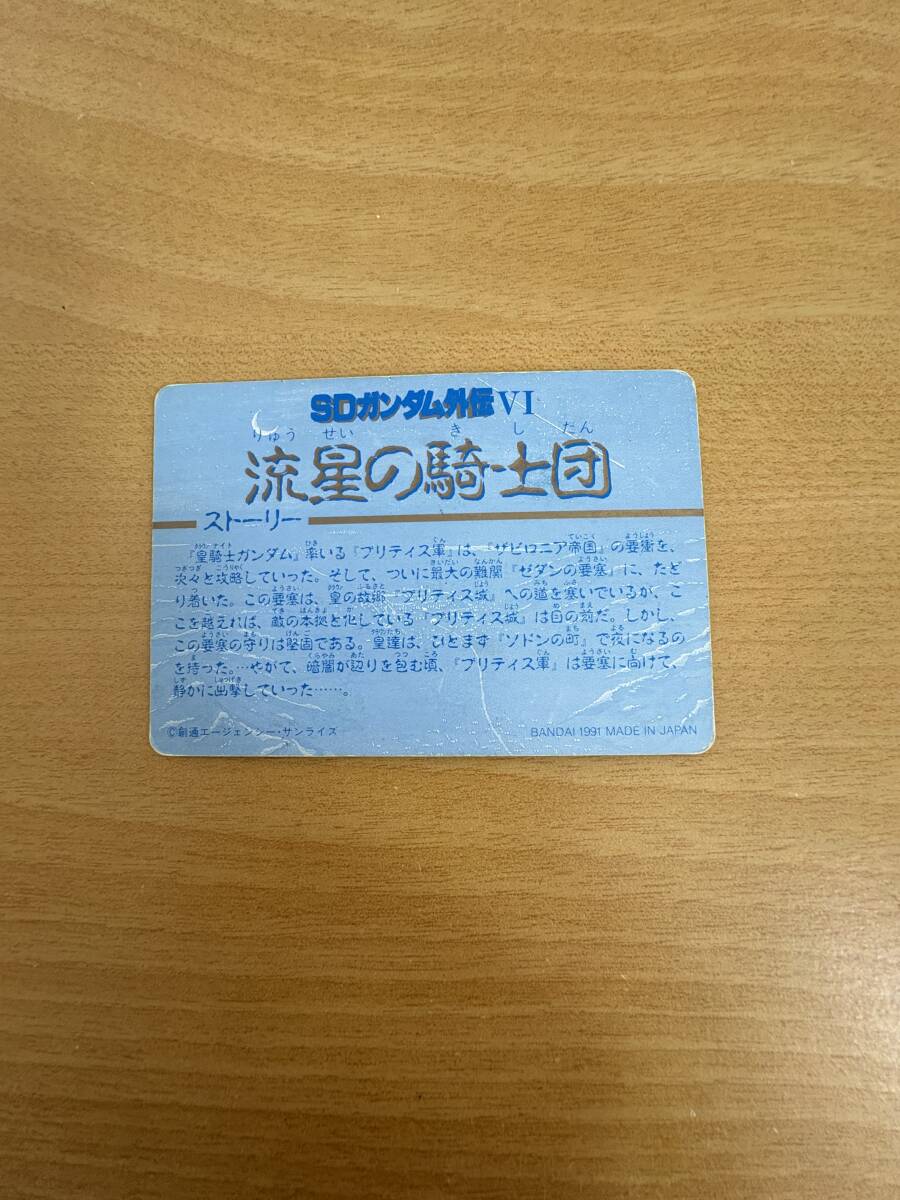 SDガンダム外伝 VI
りゅう せい き し だん
流星の騎士団
ストーリー
『皇騎士ガンダム』率いる『ブリティス軍』は、『ザビロニア帝国』の要衝を、
次々と攻略していった。そして、ついに最大の難関『ゼダンの要塞』に、たど
り着いた。この要塞は、皇の故郷『ブリティス城』への道を塞いでいるが、こ
こを越えれば、敵の本拠と化している『ブリティス城』は目の前だ。しかし、
この要塞の守りは堅固である。皇達は、ひとまず『ソドンの町』で夜になるの
を待った。…やがて、暗闇が辺りを包む頃、『ブリティス軍』は要塞に向けて、
静かに出撃していった……。
©創通エージェンシー・サンライズ
BANDAI 1991 MADE IN JAPAN